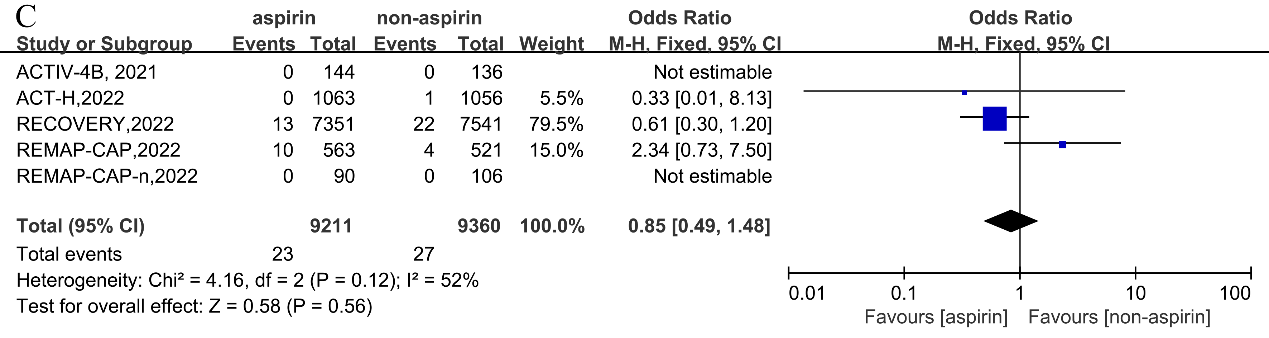 C
aspirin non-aspirin Odds Ratio Odds Ratio
Study or Subgroup Events Total Events Total Weight M-H, Fixed, 95% CI M-H, Fixed, 95% CI
ACTIV-4B, 2021 0 144 0 136 Not estimable
ACT-H,2022 0 1063 1 1056 5.5% 0.33 [0.01, 8.13]
RECOVERY,2022 13 7351 22 7541 79.5% 0.61 [0.30, 1.20]
REMAP-CAP,2022 10 563 4 521 15.0% 2.34 [0.73, 7.50]
REMAP-CAP-n,2022 0 90 0 106 Not estimable
Total (95% CI) 9211 9360 100.0% 0.85 [0.49, 1.48]
Total events 23 27
Heterogeneity: Chi² = 4.16, df = 2 (P = 0.12); I² = 52%
Test for overall effect: Z = 0.58 (P = 0.56)
0.01 0.1 1 10 100
Favours [aspirin] Favours [non-aspirin]